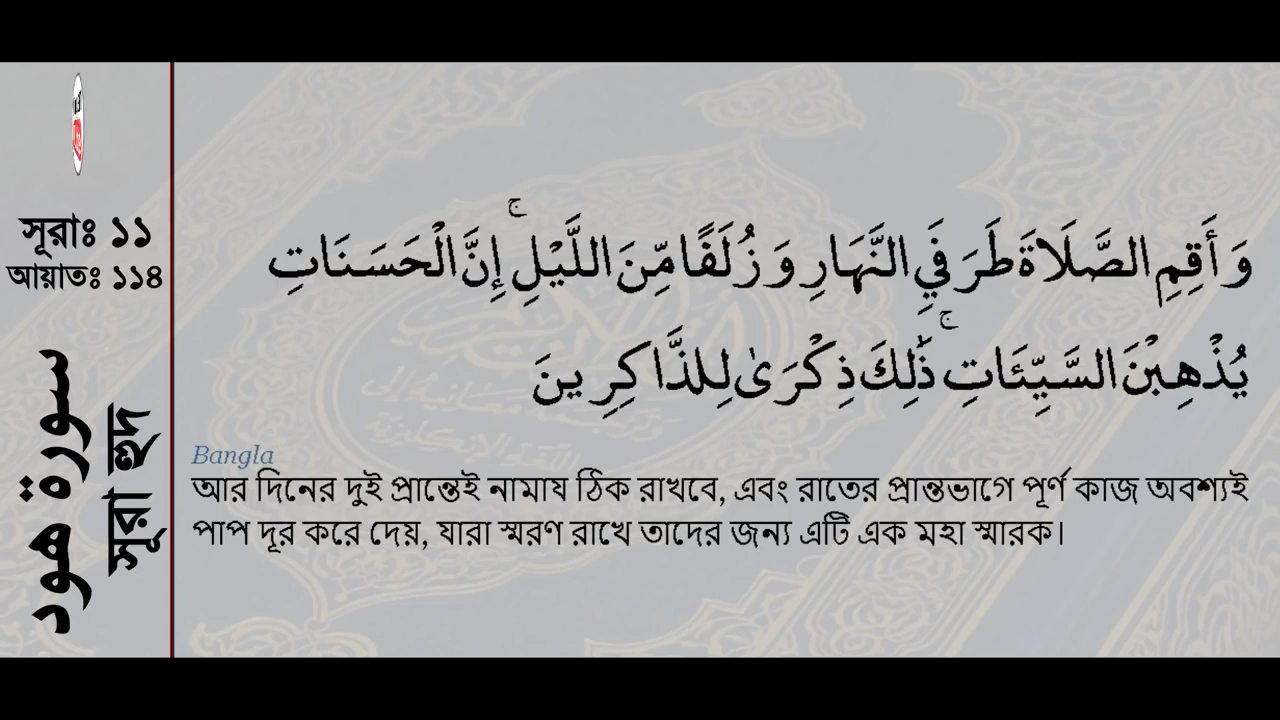 সূরাঃ ১১
আয়াতঃ ১১৪
سورة هود
সূরা হুদ
وَأَقِمِ الصَّلَاةَ طَرَفَيِ النَّهَارِ وَزُلَفًا مِّنَ اللَّيْلِ ۚ إِنَّ الْحَسَنَاتِ
يُذْهِبْنَ السَّيِّئَاتِ ۚ ذَٰلِكَ ذِكْرَىٰ لِلذَّاكِرِينَ
Bangla
আর দিনের দুই প্রান্তেই নামায ঠিক রাখবে, এবং রাতের প্রান্তভাগে পূর্ণ কাজ অবশ্যই
পাপ দূর করে দেয়, যারা স্মরণ রাখে তাদের জন্য এটি এক মহা স্মারক।